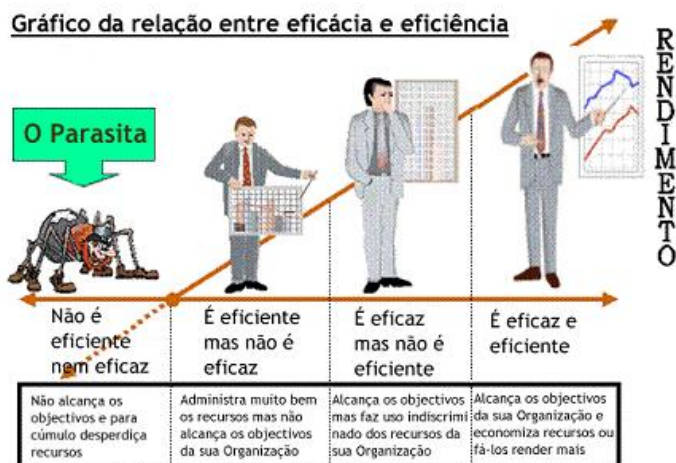 Gráfico da relação entre eficácia e eficiência
RENDIMENTO
O Parasita
Não é
eficiente
nem eficaz
É eficiente
mas não é
eficaz
É eficaz
mas não é
eficiente
É eficaz e
eficiente
Não alcança os
objectivos e para
cúmulo desperdiça
recursos
Administra muito bem
os recursos mas não
alcança os objectivos
da sua Organização
Alcança os objectivos
mas faz uso indiscrimi
nado dos recursos da
sua Organização
Alcança os objectivos
da sua Organização e
economiza recursos ou
fá-los render mais